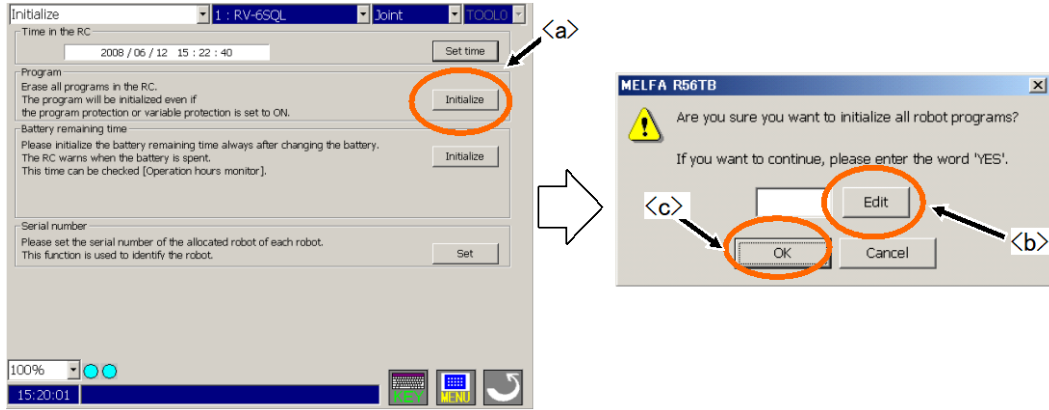 Initialize
1 : RV-6SQL
Joint
TOOL0
Time in the RC
2008 / 06 / 12 15 : 22 : 40
Set time
Program
Erase all programs in the RC.
The program will be initialized even if
the program protection or variable protection is set to ON.
Initialize
Battery remaining time
Please initialize the battery remaining time always after changing the battery.
The RC warns when the battery is spent.
This time can be checked [Operation hours monitor].
Initialize
Serial number
Please set the serial number of the allocated robot of each robot.
This function is used to identify the robot.
Set
100%
15:20:01
KEY
MENU
<a>
MELFA R56TB
Are you sure you want to initialize all robot programs?
If you want to continue, please enter the word 'YES'.
Edit
<c>
<b>
OK
Cancel